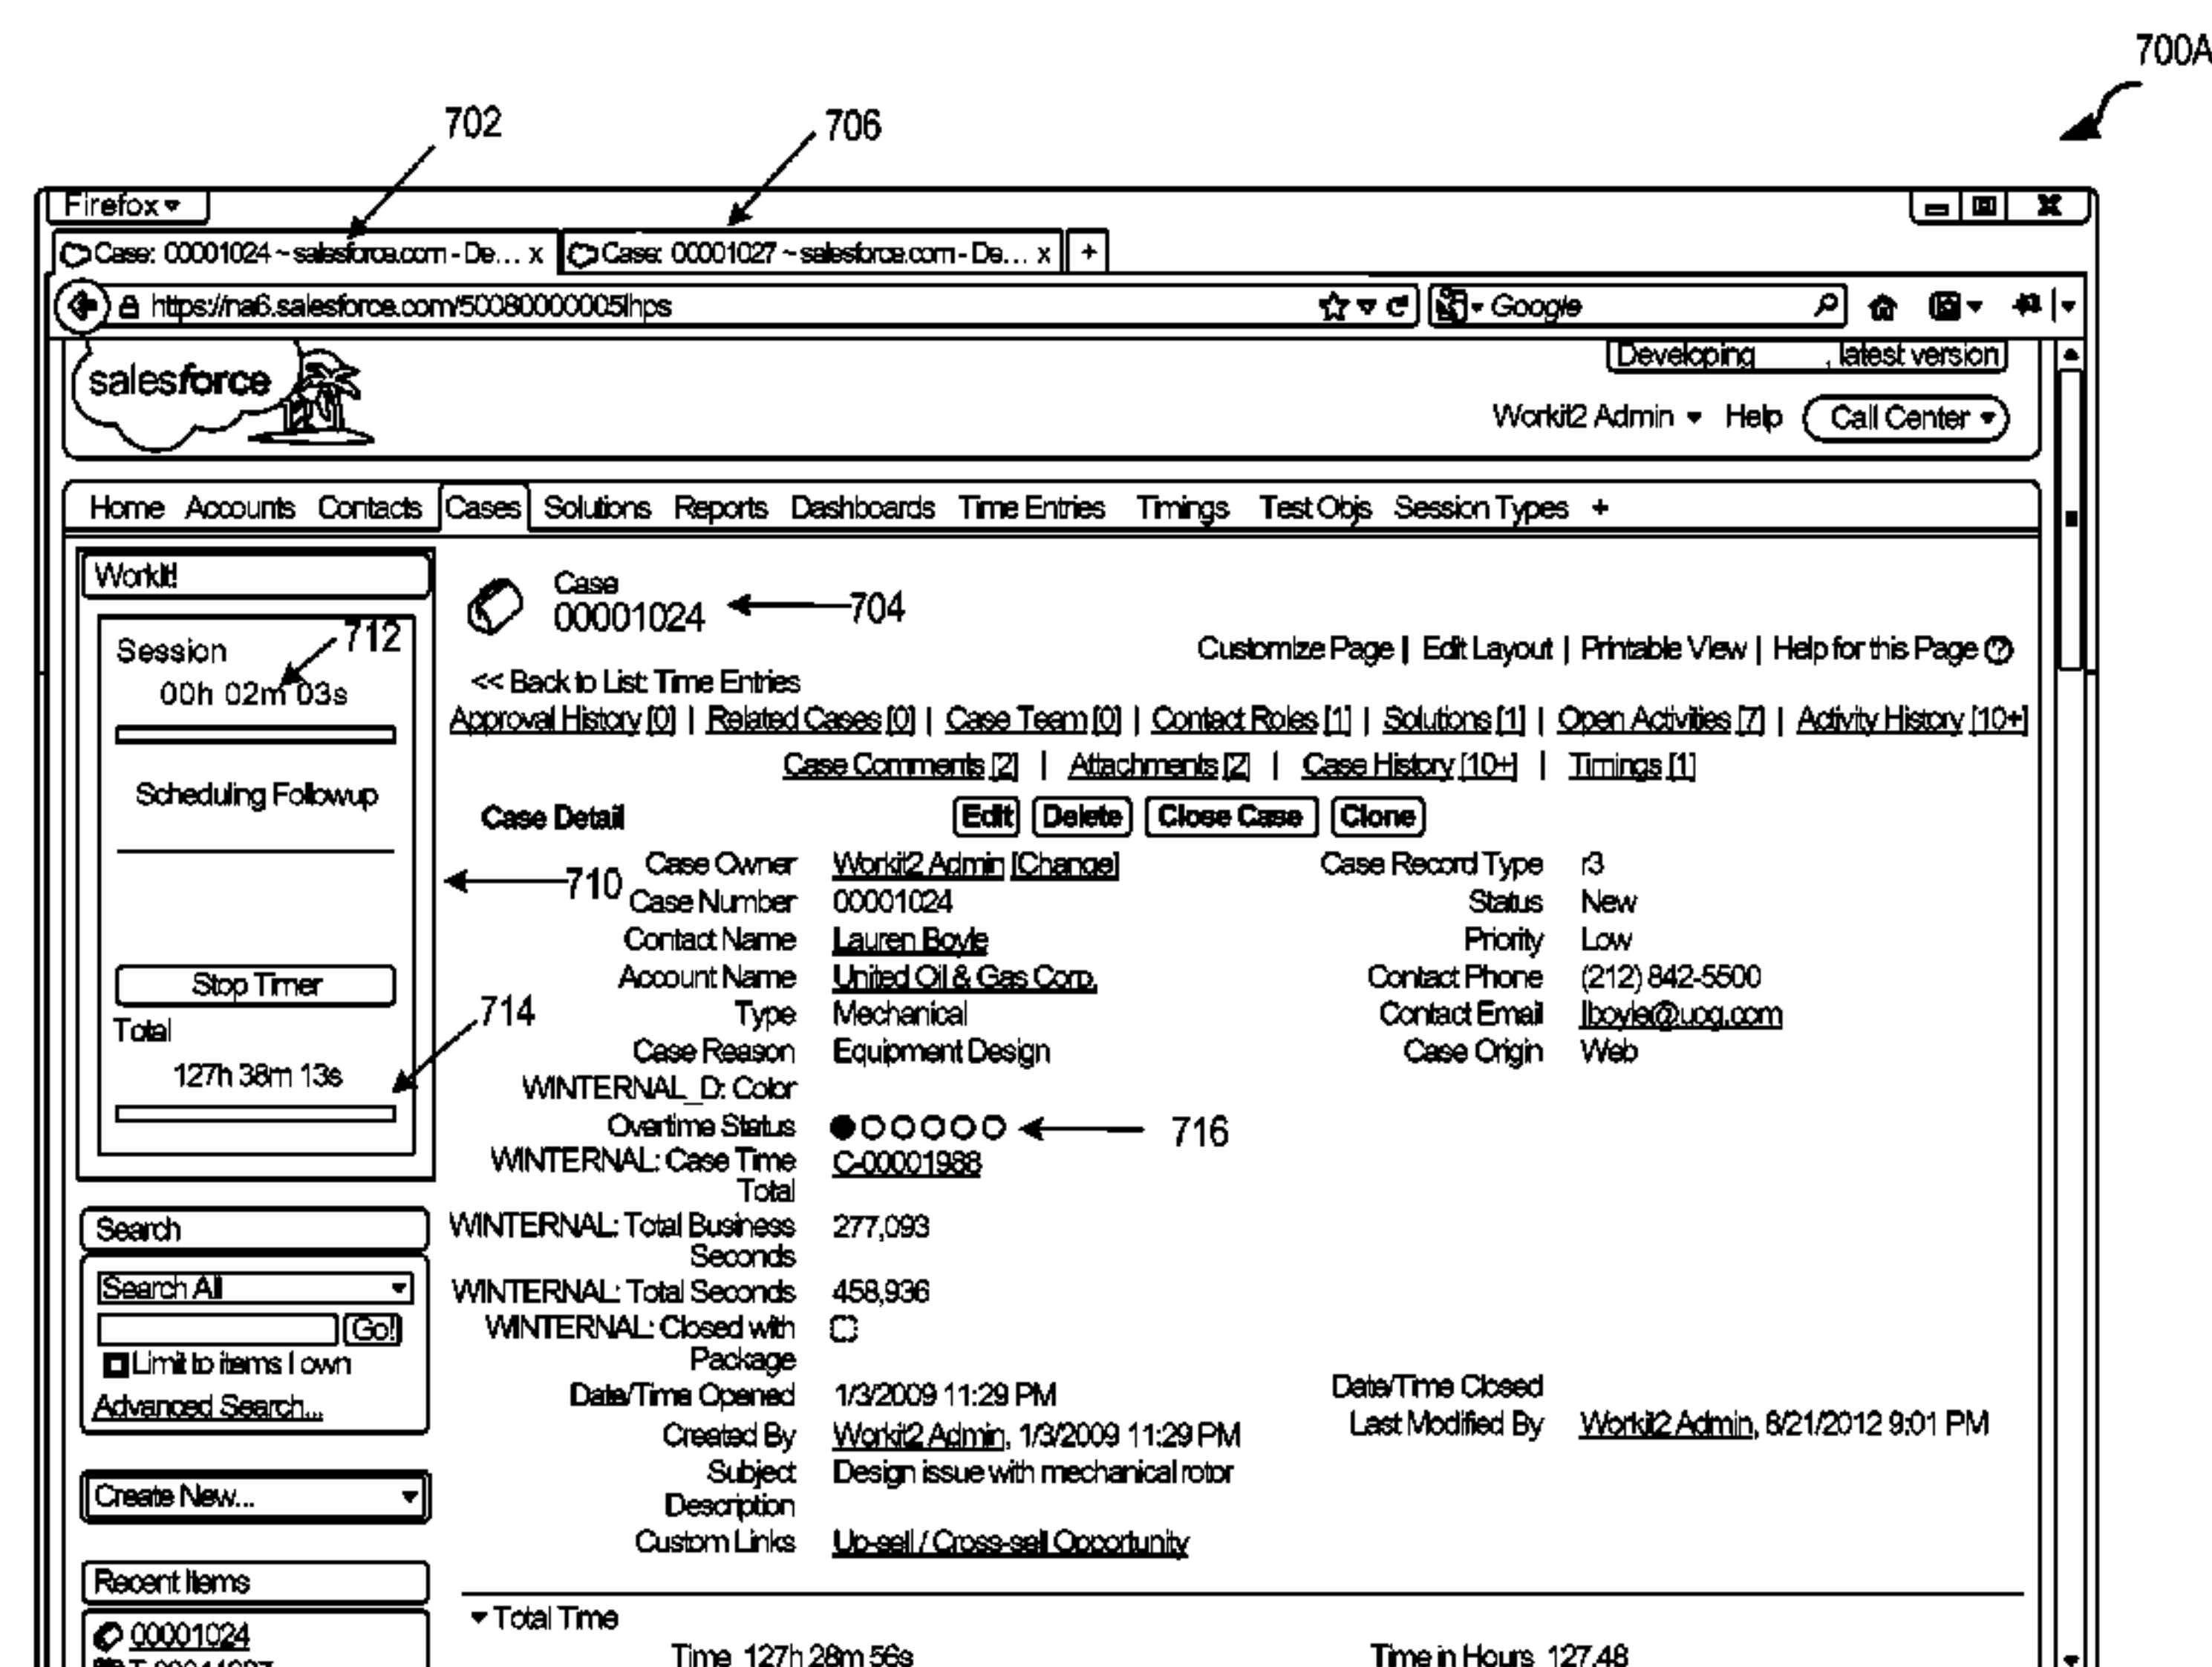 700A
702
706
Firefox
Case: 00001024 ~ salesforce.com - De... x
Case: 00001027 ~ salesforce.com - De... x
+
https://na6.salesforce.com/50080000005lhps
Google
salesforce
Developing , latest version
Workit2 Admin Help Call Center
Home Accounts Contacts Cases Solutions Reports Dashboards Time Entries Timings Test Objs Session Types +
WorkIt!
Session
712
00h 02m 03s
Scheduling Followup
710
Stop Timer
Total
714
127h 38m 13s
Case
00001024
704
Customize Page | Edit Layout | Printable View | Help for this Page ?
<< Back to List: Time Entries
Approval History [0] | Related Cases [0] | Case Team [0] | Contact Roles [1] | Solutions [1] | Open Activities [7] | Activity History [10+]
Case Comments [2] | Attachments [2] | Case History [10+] | Timings [1]
Case Detail Edit Delete Close Case Clone
Case Owner Workit2 Admin [Change] Case Record Type r3
Case Number 00001024 Status New
Contact Name Lauren Boyle Priority Low
Account Name United Oil & Gas Corp. Contact Phone (212) 842-5500
Type Mechanical Contact Email lboyle@uog.com
Case Reason Equipment Design Case Origin Web
WINTERNAL_D: Color
Overtime Status 716
WINTERNAL: Case Time C-00001988
Total
WINTERNAL: Total Business 277,093
Seconds
WINTERNAL: Total Seconds 458,936
WINTERNAL: Closed with
Package
Date/Time Opened 1/3/2009 11:29 PM Date/Time Closed
Created By Workit2 Admin, 1/3/2009 11:29 PM Last Modified By Workit2 Admin, 8/21/2012 9:01 PM
Subject Design issue with mechanical rotor
Description
Custom Links Up-sell / Cross-sell Opportunity
Search
Search All
Go!
Limit to items I own
Advanced Search...
Create New...
Recent Items
00001024
Total Time
Time 127h 28m 56s Time in Hours 127.48